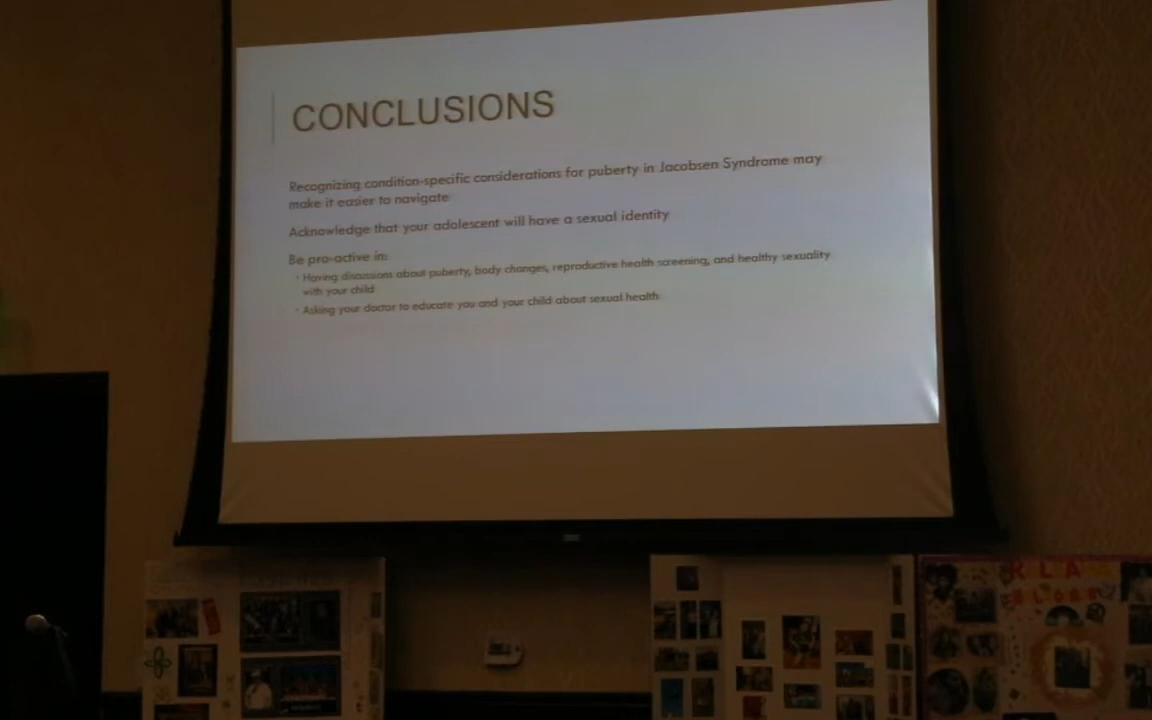 CONCLUSIONS
Recognizing condition-specific considerations for puberty in Jacobsen Syndrome may
make it easier to navigate
Acknowledge that your adolescent will have a sexual identity
Be pro-active in:
• Having discussions about puberty, body changes, reproductive health screening, and healthy sexuality
with your child
• Asking your doctor to educate you and your child about sexual health